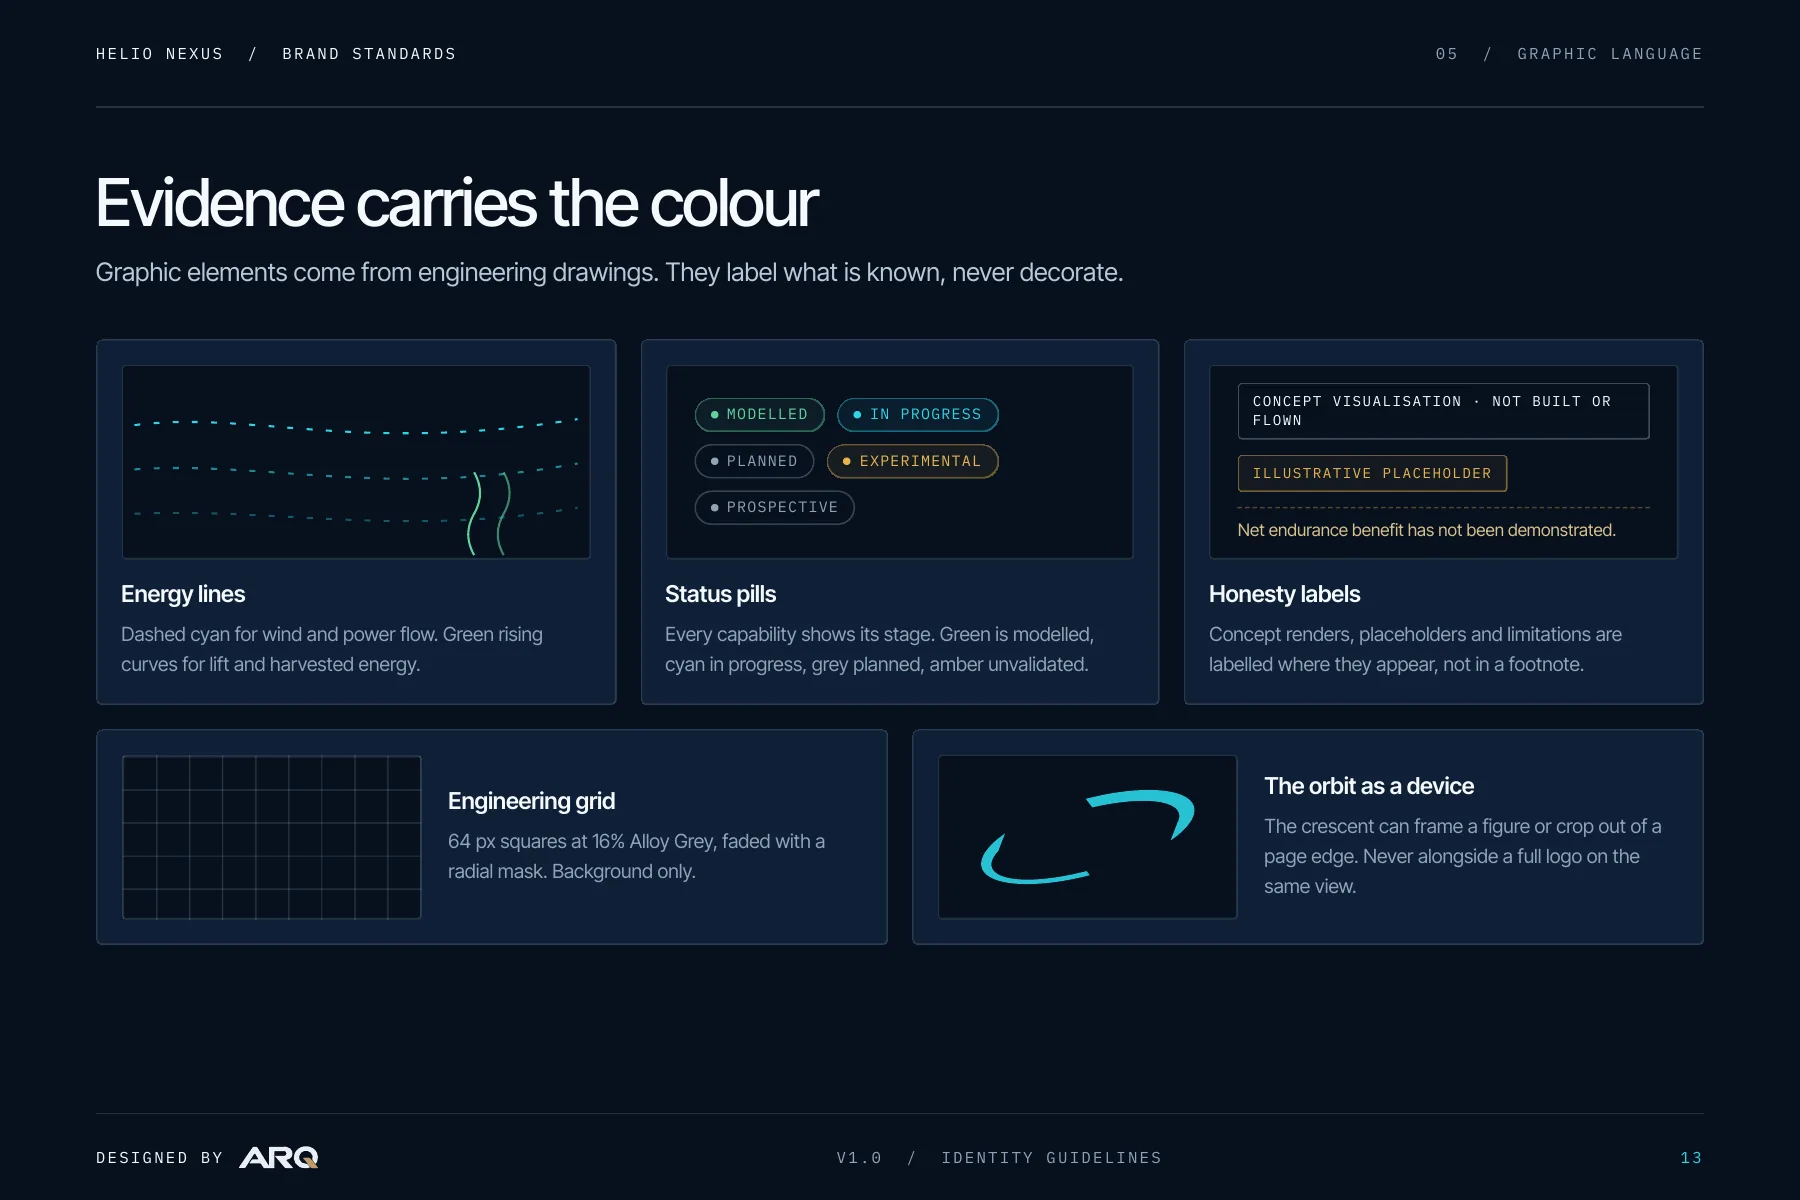 HELIO NEXUS / BRAND STANDARDS
05 / GRAPHIC LANGUAGE
Evidence carries the colour
Graphic elements come from engineering drawings. They label what is known, never decorate.
Energy lines
Dashed cyan for wind and power flow. Green rising
curves for lift and harvested energy.
MODELLED
IN PROGRESS
PLANNED
EXPERIMENTAL
PROSPECTIVE
Status pills
Every capability shows its stage. Green is modelled,
cyan in progress, grey planned, amber unvalidated.
CONCEPT VISUALISATION · NOT BUILT OR
FLOWN
ILLUSTRATIVE PLACEHOLDER
Net endurance benefit has not been demonstrated.
Honesty labels
Concept renders, placeholders and limitations are
labelled where they appear, not in a footnote.
Engineering grid
64 px squares at 16% Alloy Grey, faded with a
radial mask. Background only.
The orbit as a device
The crescent can frame a figure or crop out of a
page edge. Never alongside a full logo on the
same view.
DESIGNED BY ARQ
V1.0 / IDENTITY GUIDELINES
13